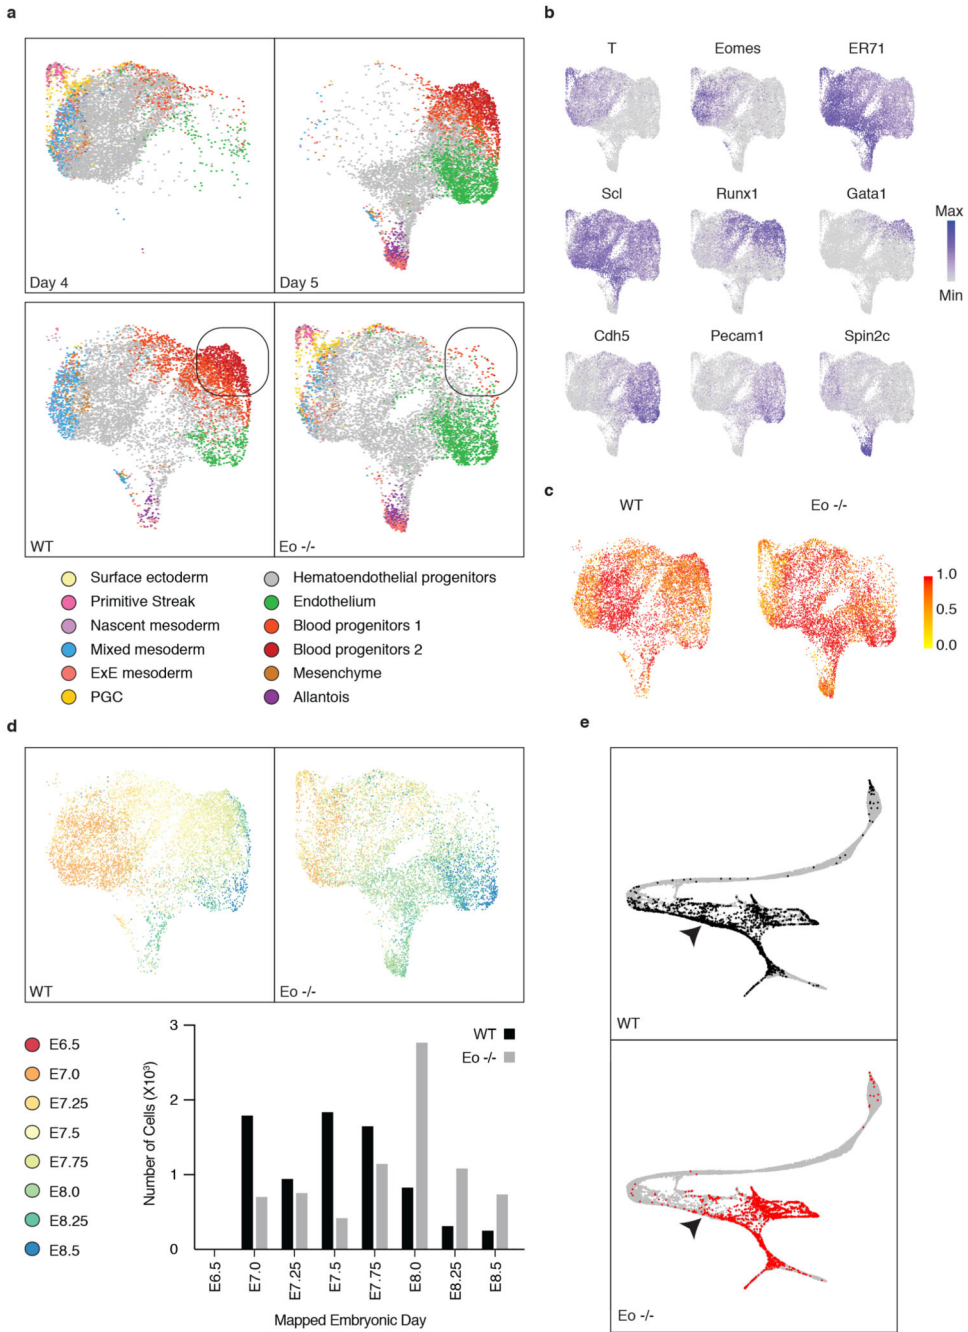 a
Day 4
Day 5
WT
Eo -/-
Surface ectoderm
Primitive Streak
Nascent mesoderm
Mixed mesoderm
ExE mesoderm
PGC
Hematoendothelial progenitors
Endothelium
Blood progenitors 1
Blood progenitors 2
Mesenchyme
Allantois
b
T
Eomes
ER71
Scl
Runx1
Gata1
Cdh5
Pecam1
Spin2c
Max
Min
c
WT
Eo -/-
1.0
0.5
0.0
d
WT
Eo -/-
E6.5
E7.0
E7.25
E7.5
E7.75
E8.0
E8.25
E8.5
Number of Cells (X10³)
3
2
1
0
WT
Eo -/-
E6.5
E7.0
E7.25
E7.5
E7.75
E8.0
E8.25
E8.5
Mapped Embryonic Day
e
WT
Eo -/-